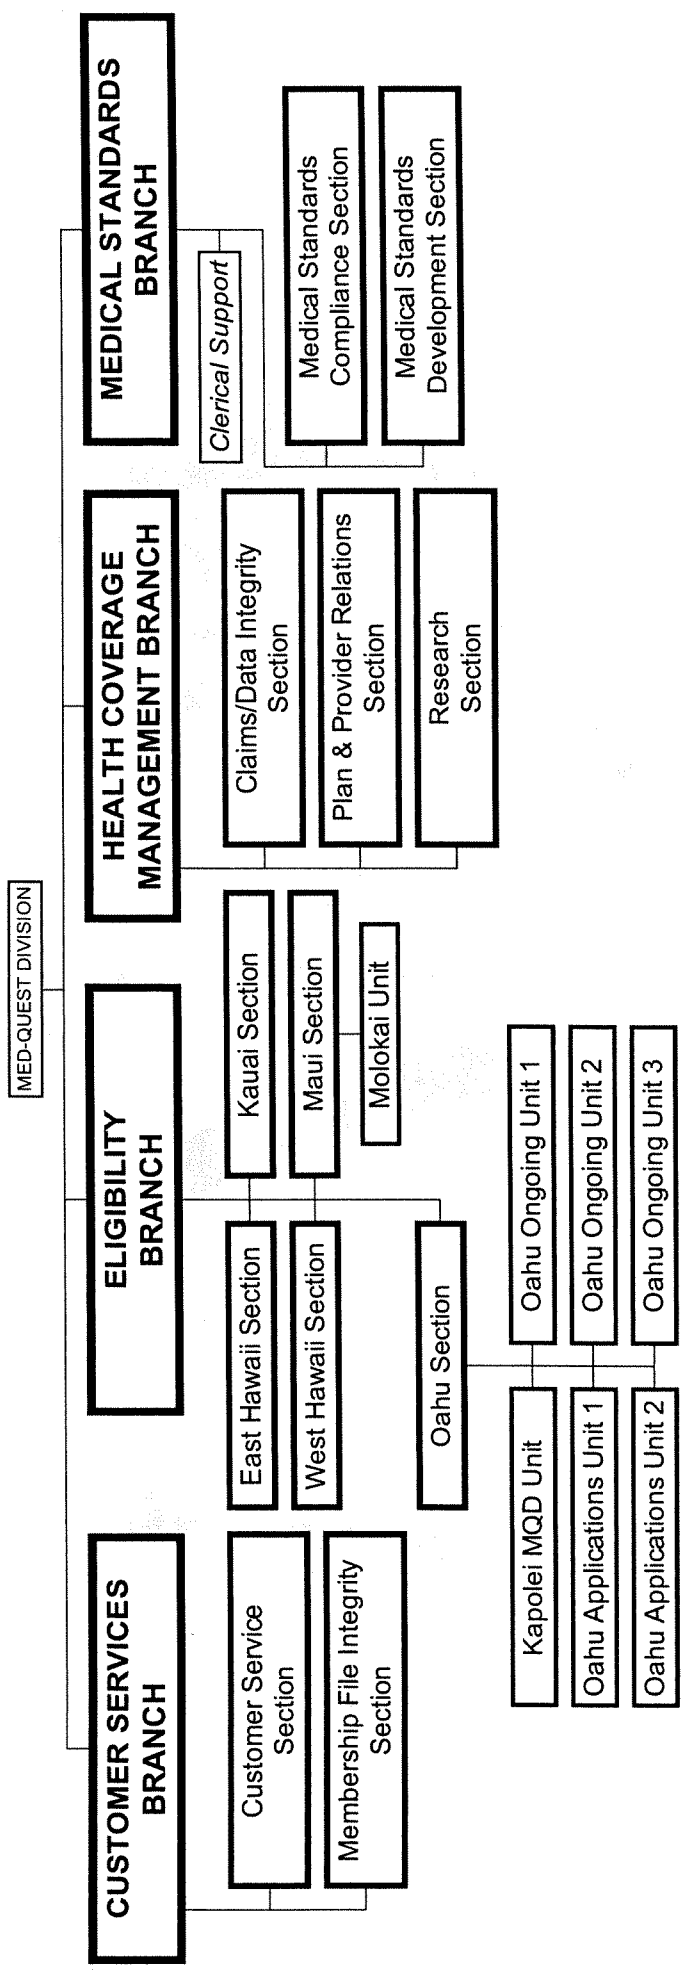 MED-QUEST DIVISION
CUSTOMER SERVICES
BRANCH
Customer Service
Section
Membership File Integrity
Section
ELIGIBILITY
BRANCH
East Hawaii Section
Kauai Section
West Hawaii Section
Maui Section
Molokai Unit
Oahu Section
Kapolei MQD Unit
Oahu Ongoing Unit 1
Oahu Applications Unit 1
Oahu Ongoing Unit 2
Oahu Applications Unit 2
Oahu Ongoing Unit 3
HEALTH COVERAGE
MANAGEMENT BRANCH
Claims/Data Integrity
Section
Plan & Provider Relations
Section
Research
Section
MEDICAL STANDARDS
BRANCH
Clerical Support
Medical Standards
Compliance Section
Medical Standards
Development Section